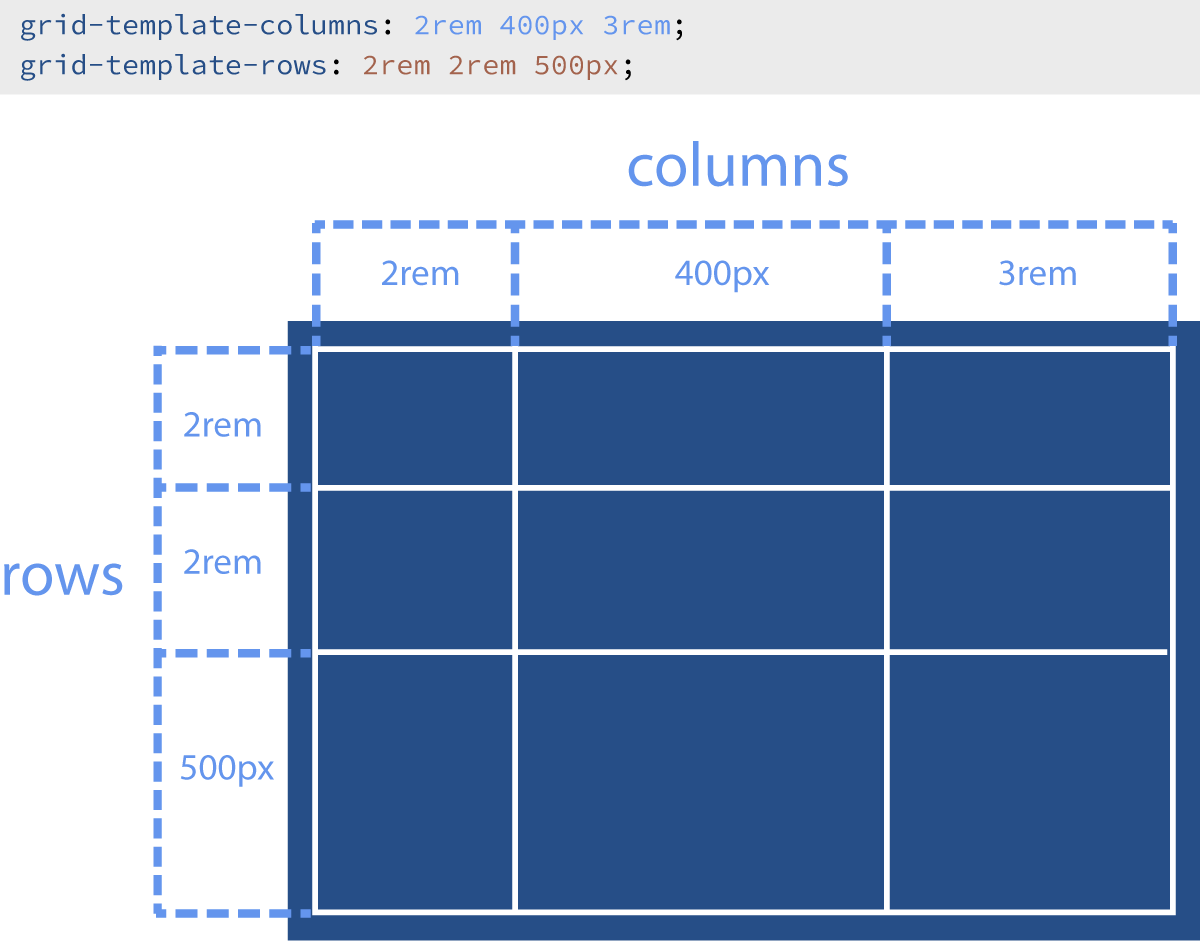 grid-template-columns: 2rem 400px 3rem;
grid-template-rows: 2rem 2rem 500px;
columns
2rem 400px 3rem
2rem
2rem
rows
500px